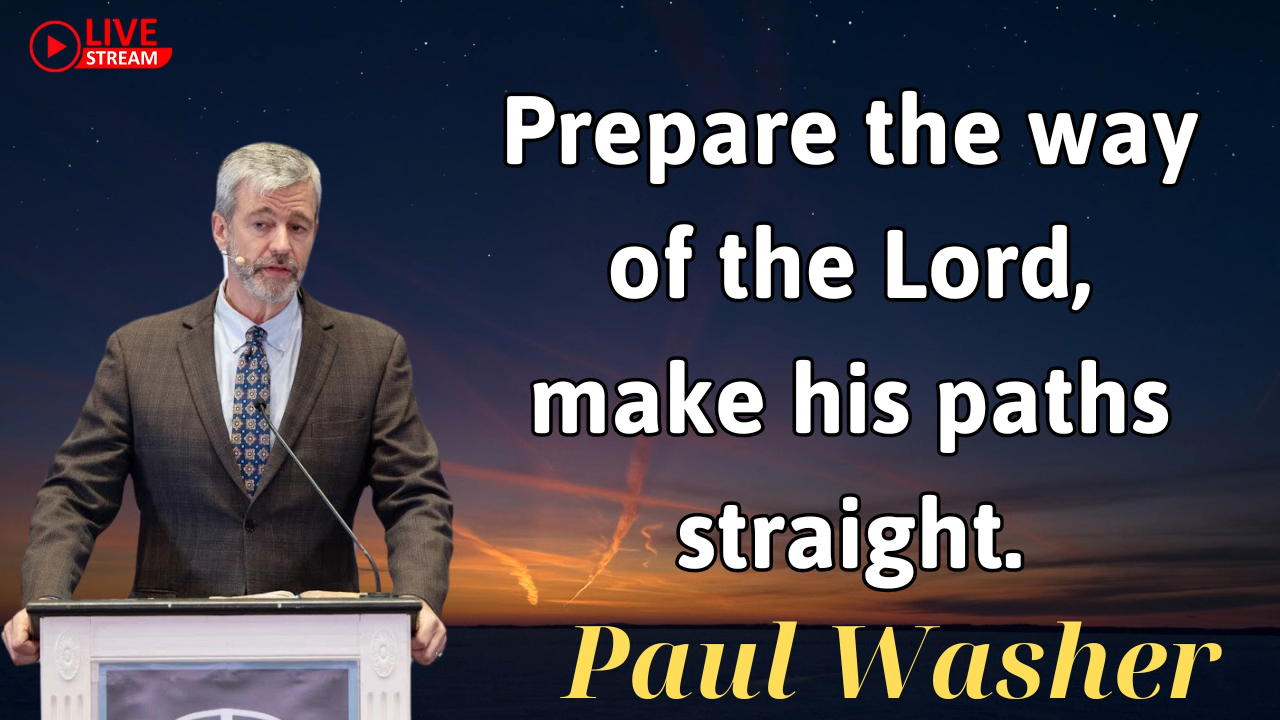 LIVE
STREAM
Prepare the way
of the Lord,
make his paths
straight.
Paul Washer